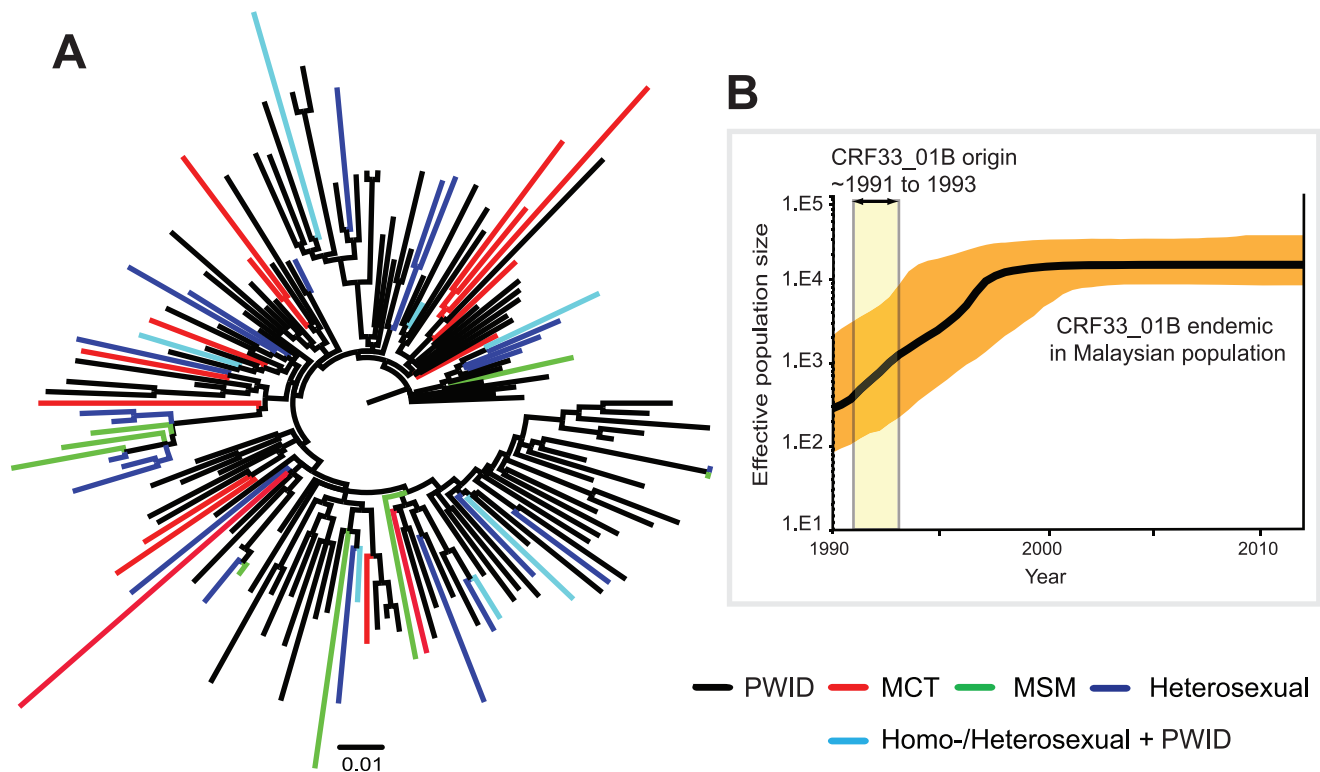 A
B
CRF33_01B origin
~1991 to 1993
1.E5
1.E4
1.E3
1.E2
1.E1
Effective population size
CRF33_01B endemic
in Malaysian population
1990
2000
2010
Year
PWID
MCT
MSM
Heterosexual
Homo-/Heterosexual + PWID
0.01